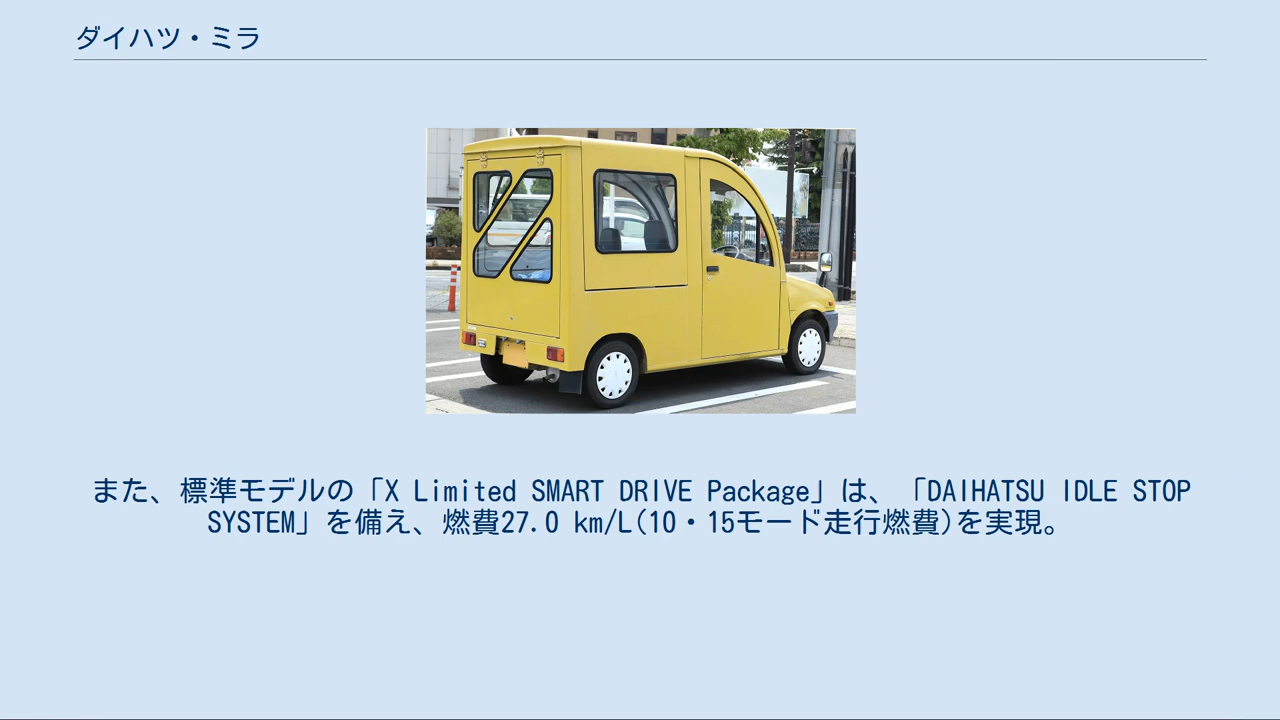 ダイハツ・ミラ
また、標準モデルの「X Limited SMART DRIVE Package」は、「DAIHATSU IDLE STOP
SYSTEM」を備え、燃費27.0 km/L(10・15モード走行燃費)を実現。